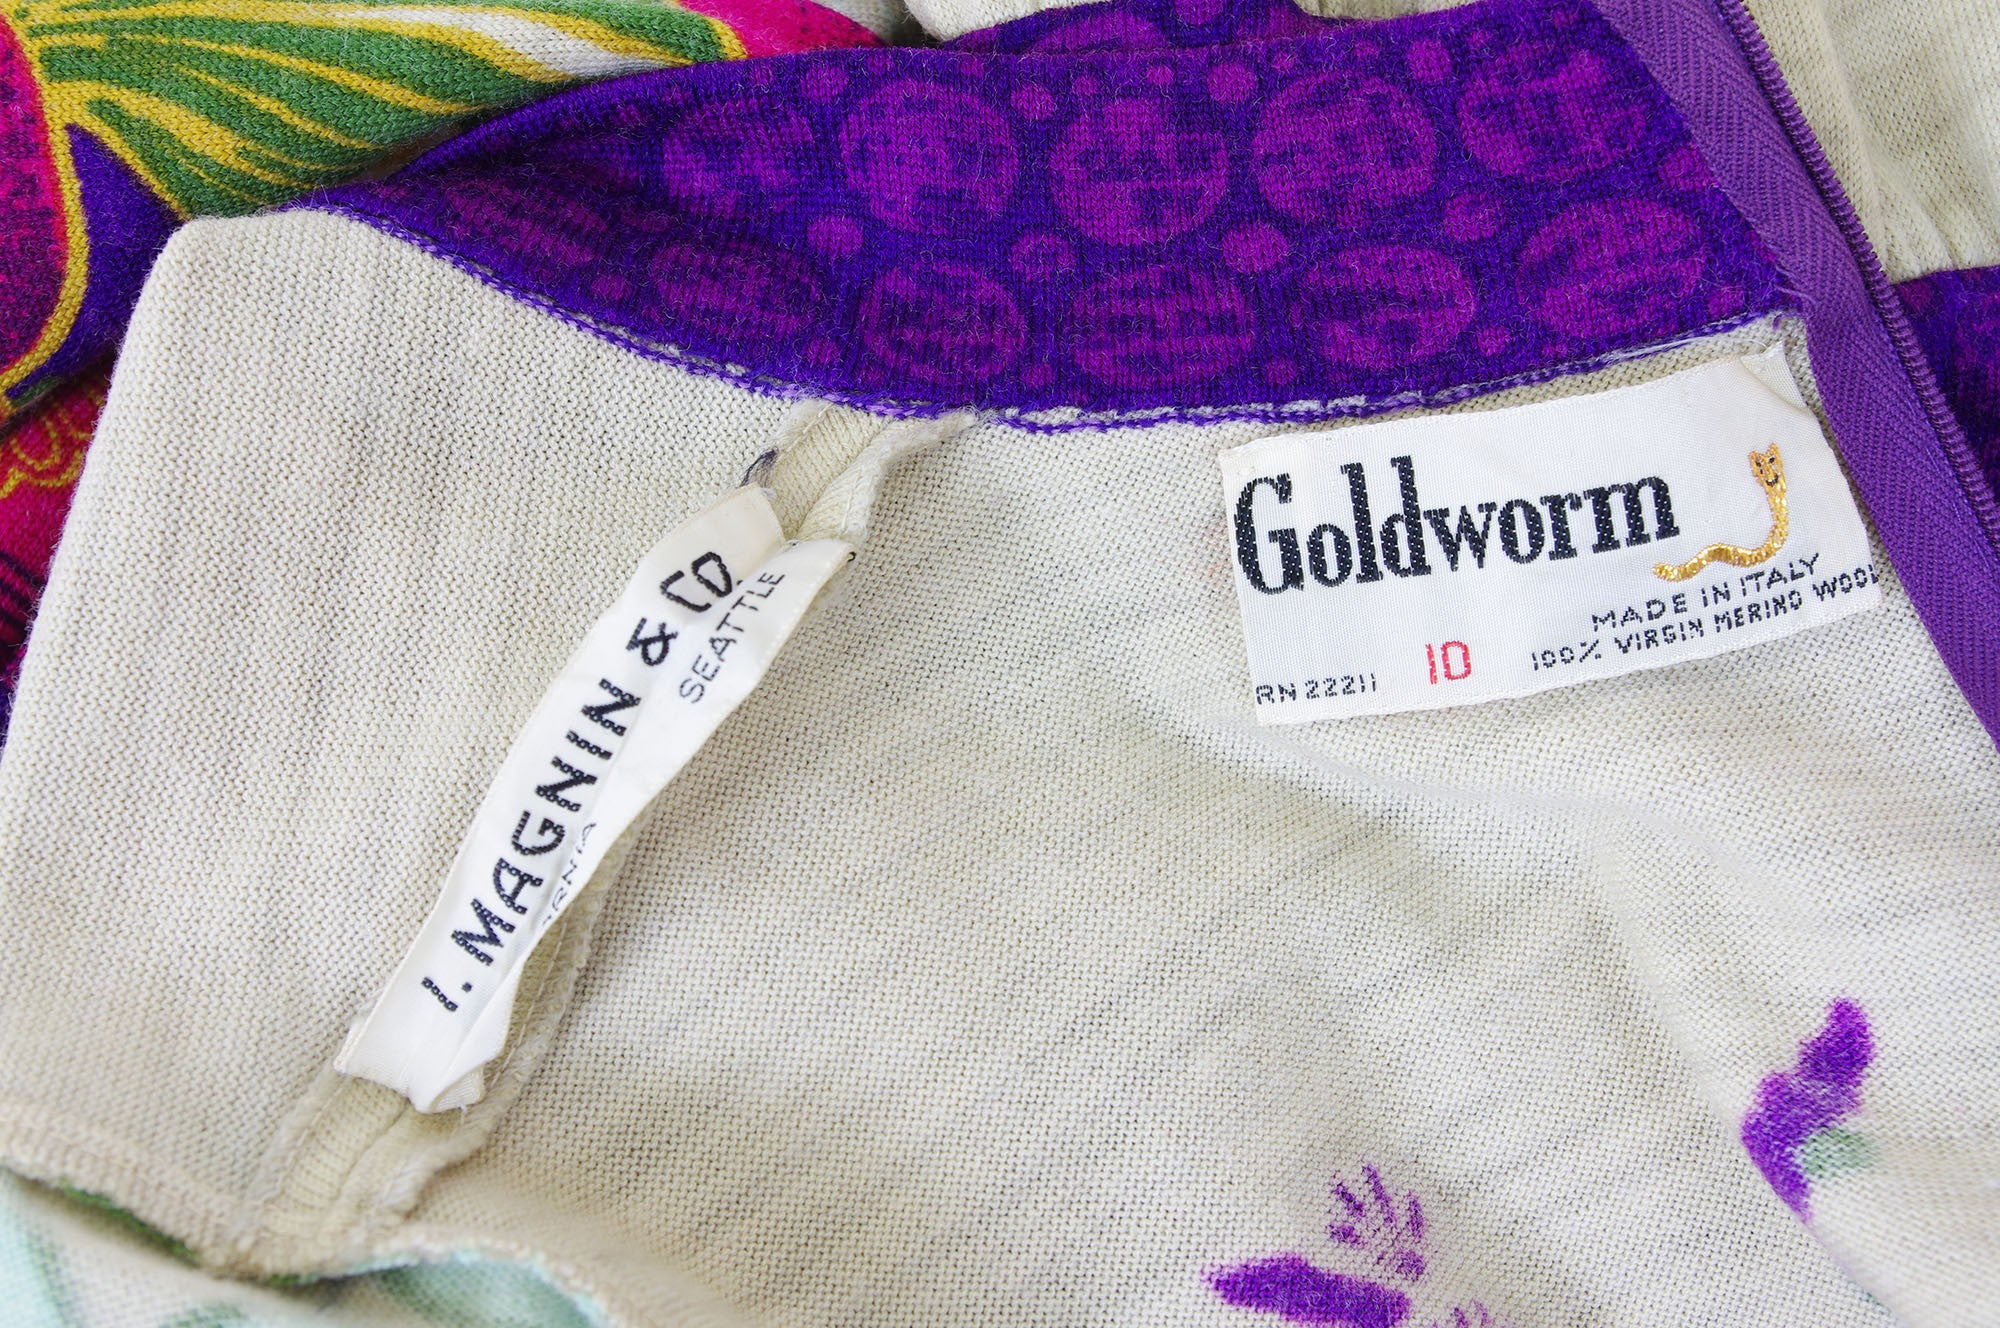 I. MAGNIN & CO
SEATTLE
Goldworm
MADE IN ITALY
100% VIRGIN MERINO WOOL
10
RN 22211